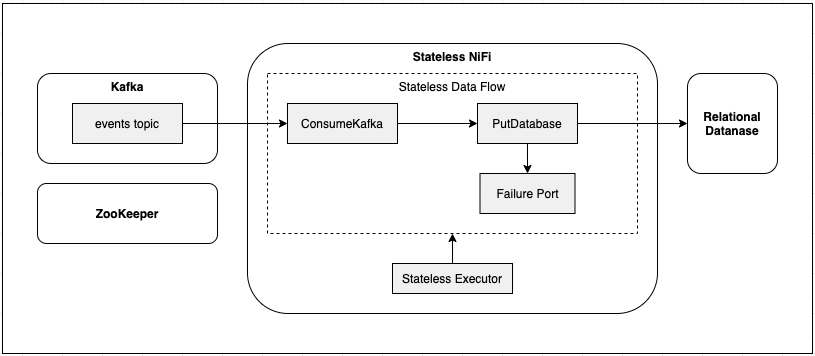 Stateless NiFi
Kafka
Stateless Data Flow
events topic
ConsumeKafka
PutDatabase
Relational
Datanase
Failure Port
ZooKeeper
Stateless Executor